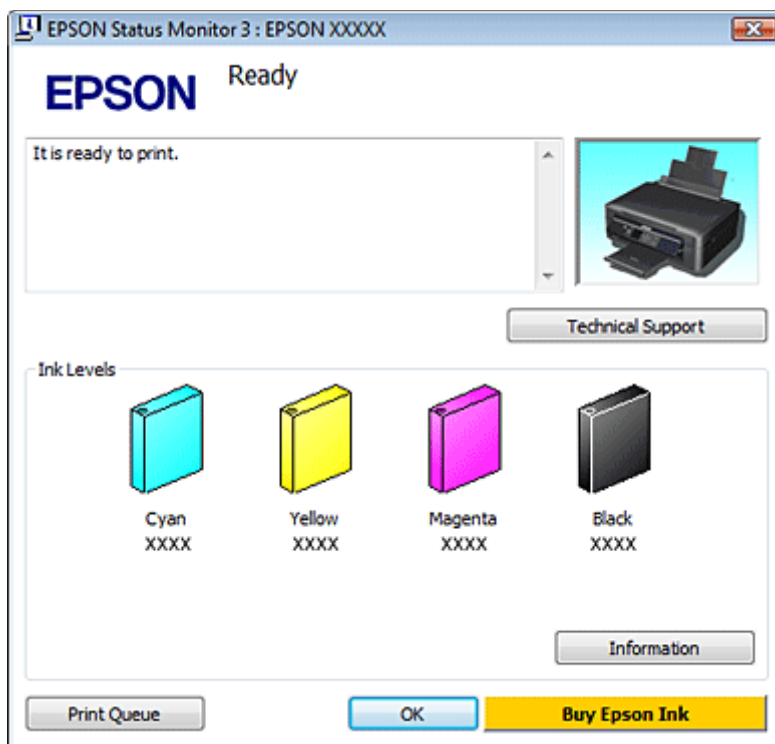 EPSON Status Monitor 3 : EPSON XXXXX
EPSON
Ready
It is ready to print.
Technical Support
Ink Levels
Cyan Yellow Magenta Black
XXXX XXXX XXXX XXXX
Information
Print Queue OK Buy Epson Ink